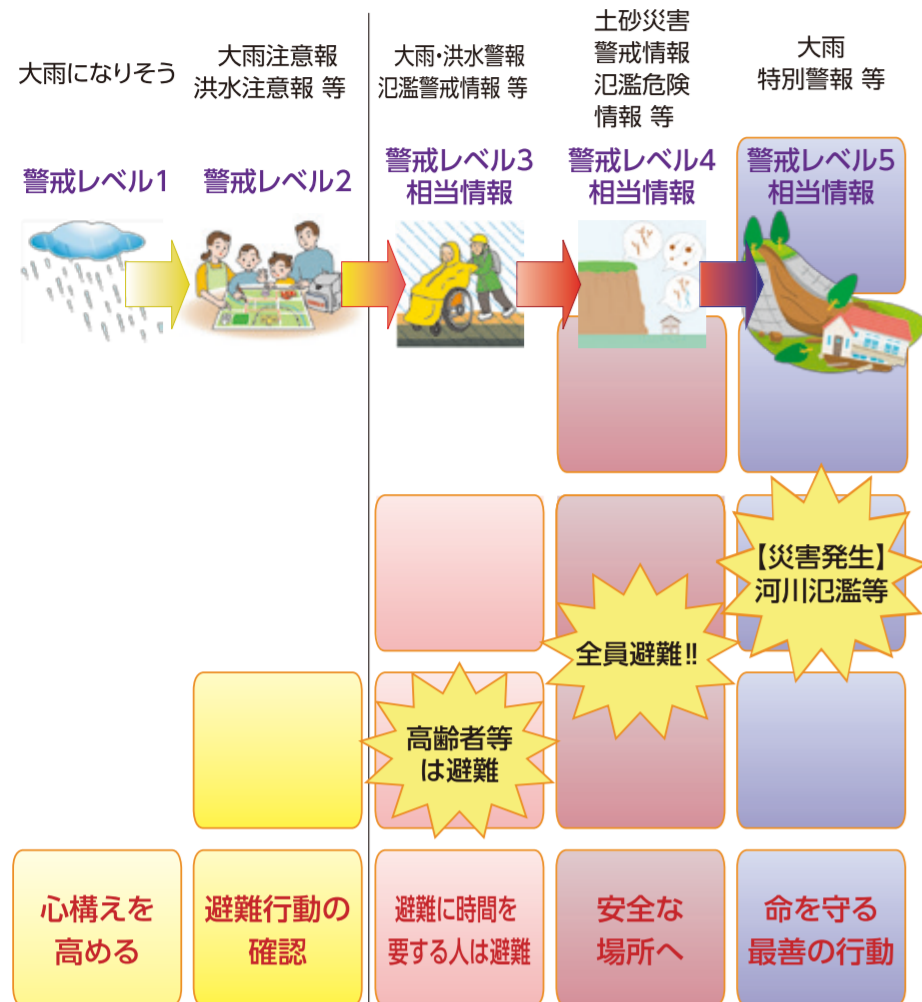 大雨になりそう
大雨注意報
洪水注意報 等
大雨・洪水警報
氾濫警戒情報 等
土砂災害
警戒情報
氾濫危険
情報 等
大雨
特別警報 等
警戒レベル1
警戒レベル2
警戒レベル3
相当情報
警戒レベル4
相当情報
警戒レベル5
相当情報
【災害発生】
河川氾濫等
全員避難!!
高齢者等
は避難
心構えを
高める
避難行動の
確認
避難に時間を
要する人は避難
安全な
場所へ
命を守る
最善の行動